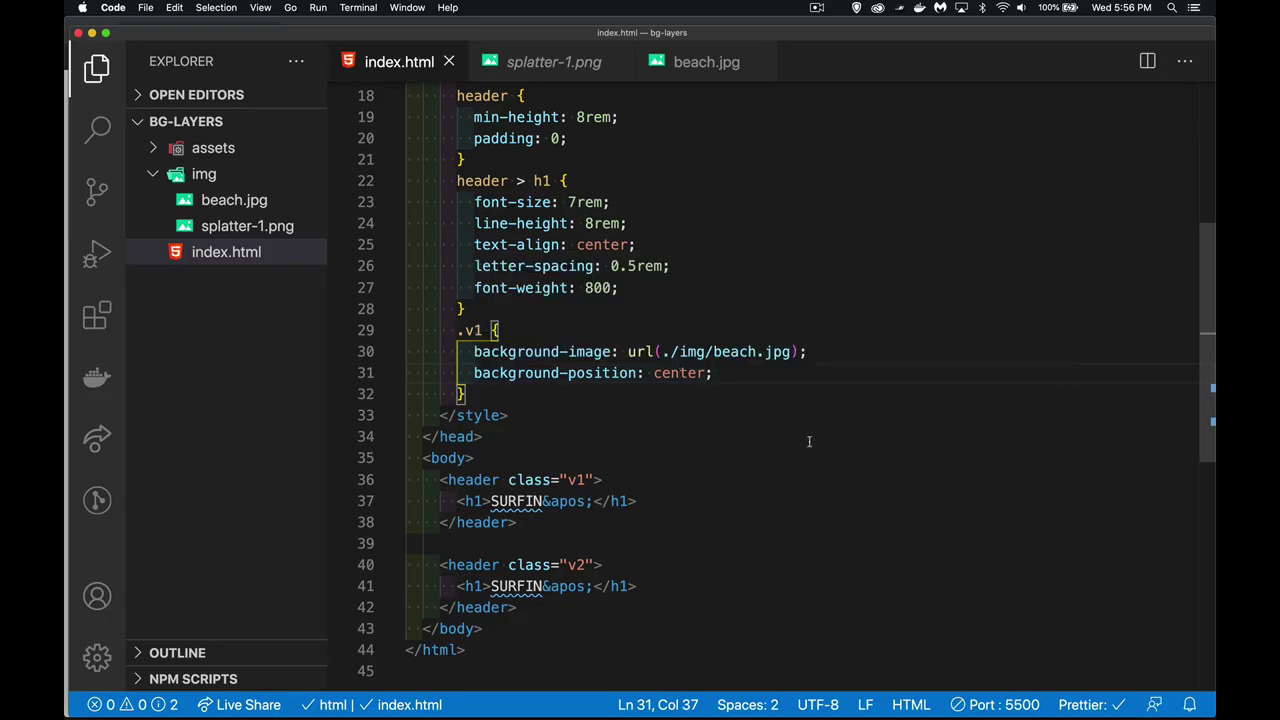 Code File Edit Selection View Go Run Terminal Window Help 100% Wed 5:56 PM
index.html — bg-layers
EXPLORER
index.html splatter-1.png beach.jpg
OPEN EDITORS
BG-LAYERS
assets
img
beach.jpg
splatter-1.png
index.html
OUTLINE
NPM SCRIPTS
18 header {
19 min-height: 8rem;
20 padding: 0;
21 }
22 header > h1 {
23 font-size: 7rem;
24 line-height: 8rem;
25 text-align: center;
26 letter-spacing: 0.5rem;
27 font-weight: 800;
28 }
29 .v1 {
30 background-image: url(./img/beach.jpg);
31 background-position: center;
32 }
33 </style>
34 </head>
35 <body>
36 <header class="v1">
37 <h1>SURFIN&apos;</h1>
38 </header>
39
40 <header class="v2">
41 <h1>SURFIN&apos;</h1>
42 </header>
43 </body>
44 </html>
45
0 0 2 Live Share html index.html Ln 31, Col 37 Spaces: 2 UTF-8 LF HTML Port : 5500 Prettier: